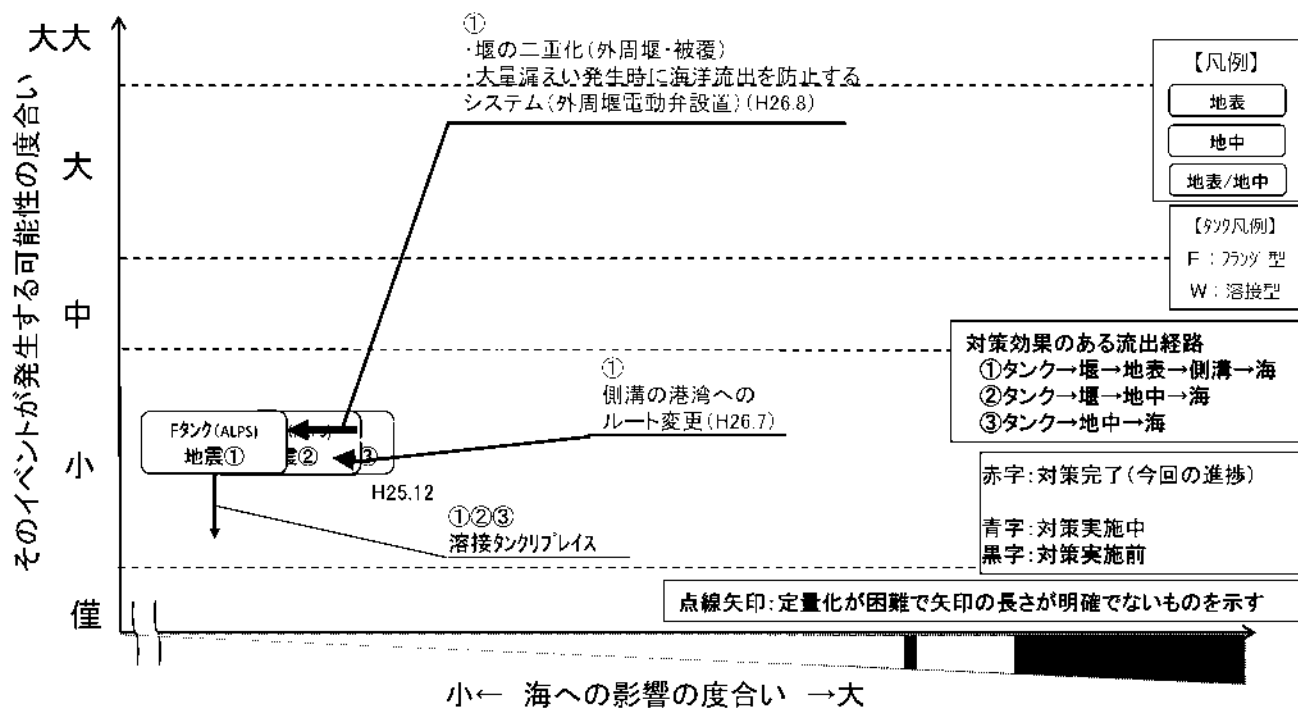 そのイベントが発生する可能性の度合い
大大
大
中
小
僅
①
・堰の二重化(外周堰・被覆)
・大量漏えい発生時に海洋流出を防止する
システム(外周堰電動弁設置)(H26.8)
【凡例】
地表
地中
地表/地中
【タンク凡例】
F：フランジ型
W：溶接型
対策効果のある流出経路
①タンク→堰→地表→側溝→海
②タンク→堰→地中→海
③タンク→地中→海
①
側溝の港湾への
ルート変更(H26.7)
Fタンク(ALPS)
地震①
震②
③
H25.12
①②③
溶接タンクリプレイス
赤字：対策完了(今回の進捗)
青字：対策実施中
黒字：対策実施前
点線矢印：定量化が困難で矢印の長さが明確でないものを示す
小← 海への影響の度合い →大